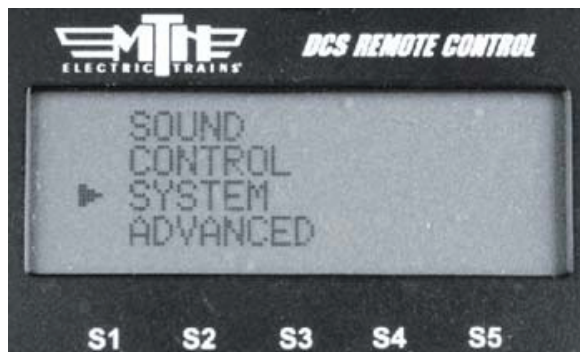 MTH DCS REMOTE CONTROL
ELECTRIC TRAINS
SOUND
CONTROL
SYSTEM
ADVANCED
S1 S2 S3 S4 S5